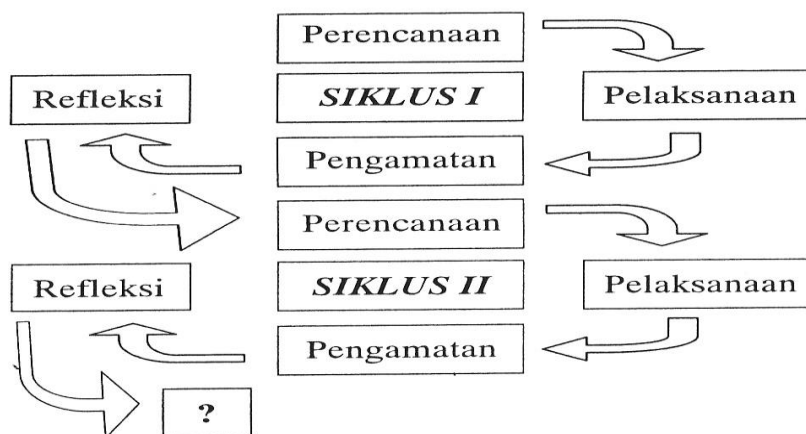 Perencanaan
Refleksi
SIKLUS I
Pelaksanaan
Pengamatan
Perencanaan
Refleksi
SIKLUS II
Pelaksanaan
Pengamatan
?